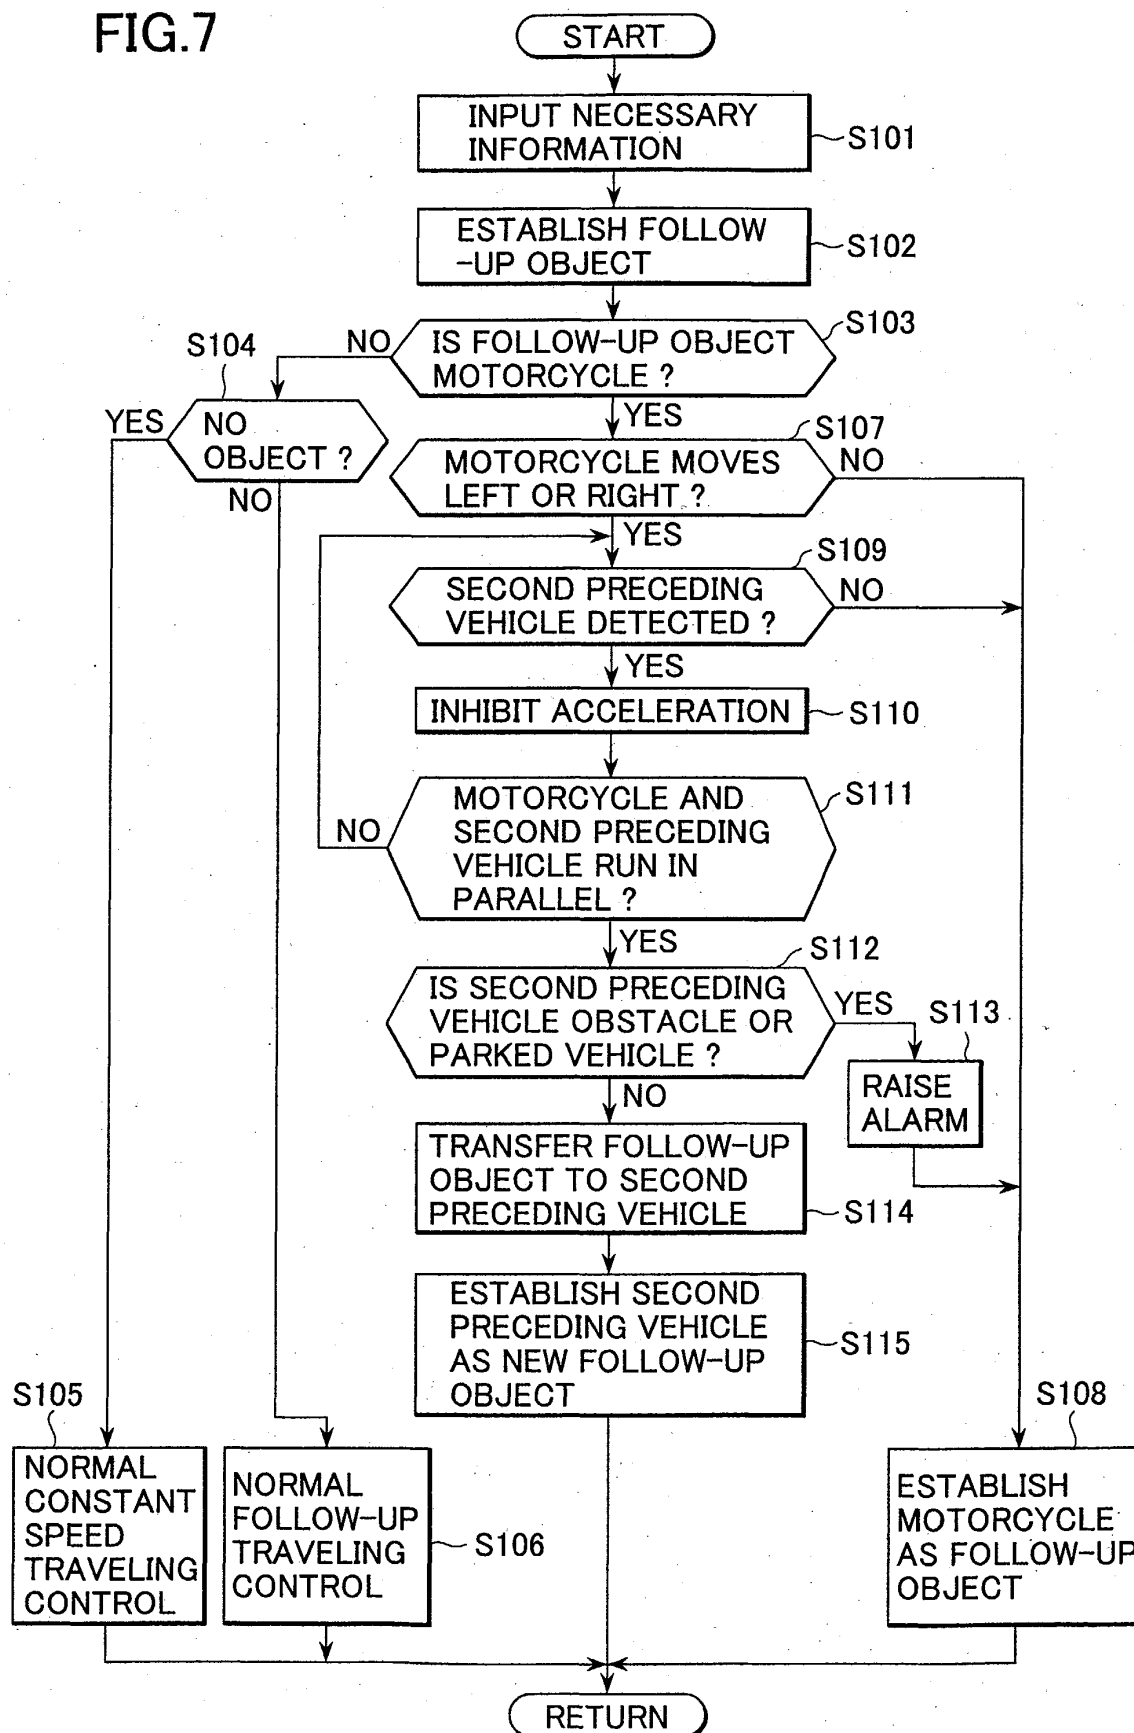 FIG.7
START
INPUT NECESSARY
INFORMATION
S101
ESTABLISH FOLLOW
-UP OBJECT
S102
S103
IS FOLLOW-UP OBJECT
MOTORCYCLE ?
NO
YES
S104
NO
OBJECT ?
YES
NO
S107
MOTORCYCLE MOVES
LEFT OR RIGHT ?
NO
YES
S109
SECOND PRECEDING
VEHICLE DETECTED ?
NO
YES
INHIBIT ACCELERATION
S110
MOTORCYCLE AND
SECOND PRECEDING
VEHICLE RUN IN
PARALLEL ?
S111
NO
YES
S112
IS SECOND PRECEDING
VEHICLE OBSTACLE OR
PARKED VEHICLE ?
YES
NO
S113
RAISE
ALARM
TRANSFER FOLLOW-UP
OBJECT TO SECOND
PRECEDING VEHICLE
S114
ESTABLISH SECOND
PRECEDING VEHICLE
AS NEW FOLLOW-UP
OBJECT
S115
S105
NORMAL
CONSTANT
SPEED
TRAVELING
CONTROL
NORMAL
FOLLOW-UP
TRAVELING
CONTROL
S106
S108
ESTABLISH
MOTORCYCLE
AS FOLLOW-UP
OBJECT
RETURN